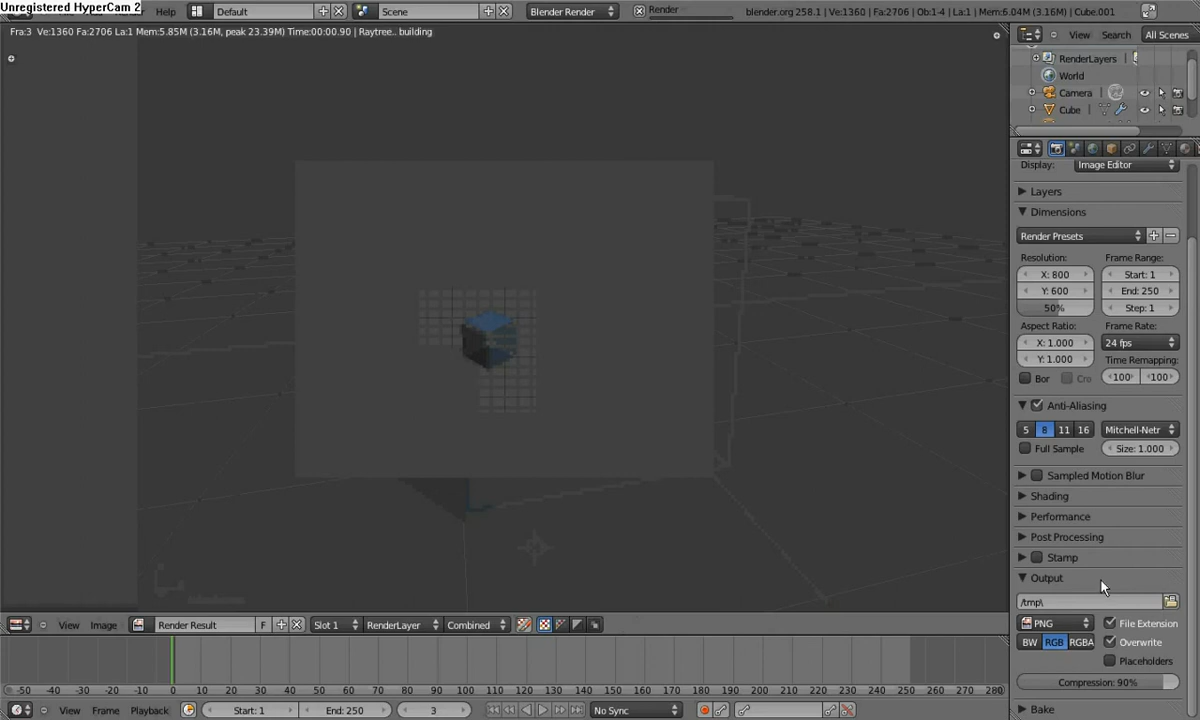 Unregistered HyperCam 2
Render Help Default Scene Blender Render Render blender.org 258.1 | Ve:1360 | Fa:2706 | Ob:1-4 | La:1 | Mem:6.04M (3.16M) | Cube.001
Fra:3 Ve:1360 Fa:2706 La:1 Mem:5.85M (3.16M, peak 23.39M) Time:00:00.90 | Raytree.. building
View Search All Scenes
RenderLayers
World
Camera
Cube
Display: Image Editor
Layers
Dimensions
Render Presets
Resolution: Frame Range:
X: 800 Start: 1
Y: 600 End: 250
50% Step: 1
Aspect Ratio: Frame Rate:
X: 1.000 24 fps
Y: 1.000 Time Remapping:
Bor Cro 100 100
Anti-Aliasing
5 8 11 16 Mitchell-Netr
Full Sample Size: 1.000
Sampled Motion Blur
Shading
Performance
Post Processing
Stamp
Output
/tmp\
PNG File Extension
BW RGB RGBA Overwrite
Placeholders
Compression: 90%
Bake
View Image Render Result F Slot 1 RenderLayer Combined
-50 -40 -30 -20 -10 0 10 20 30 40 50 60 70 80 90 100 110 120 130 140 150 160 170 180 190 200 210 220 230 240 250 260 270 280
View Frame Playback Start: 1 End: 250 3 No Sync